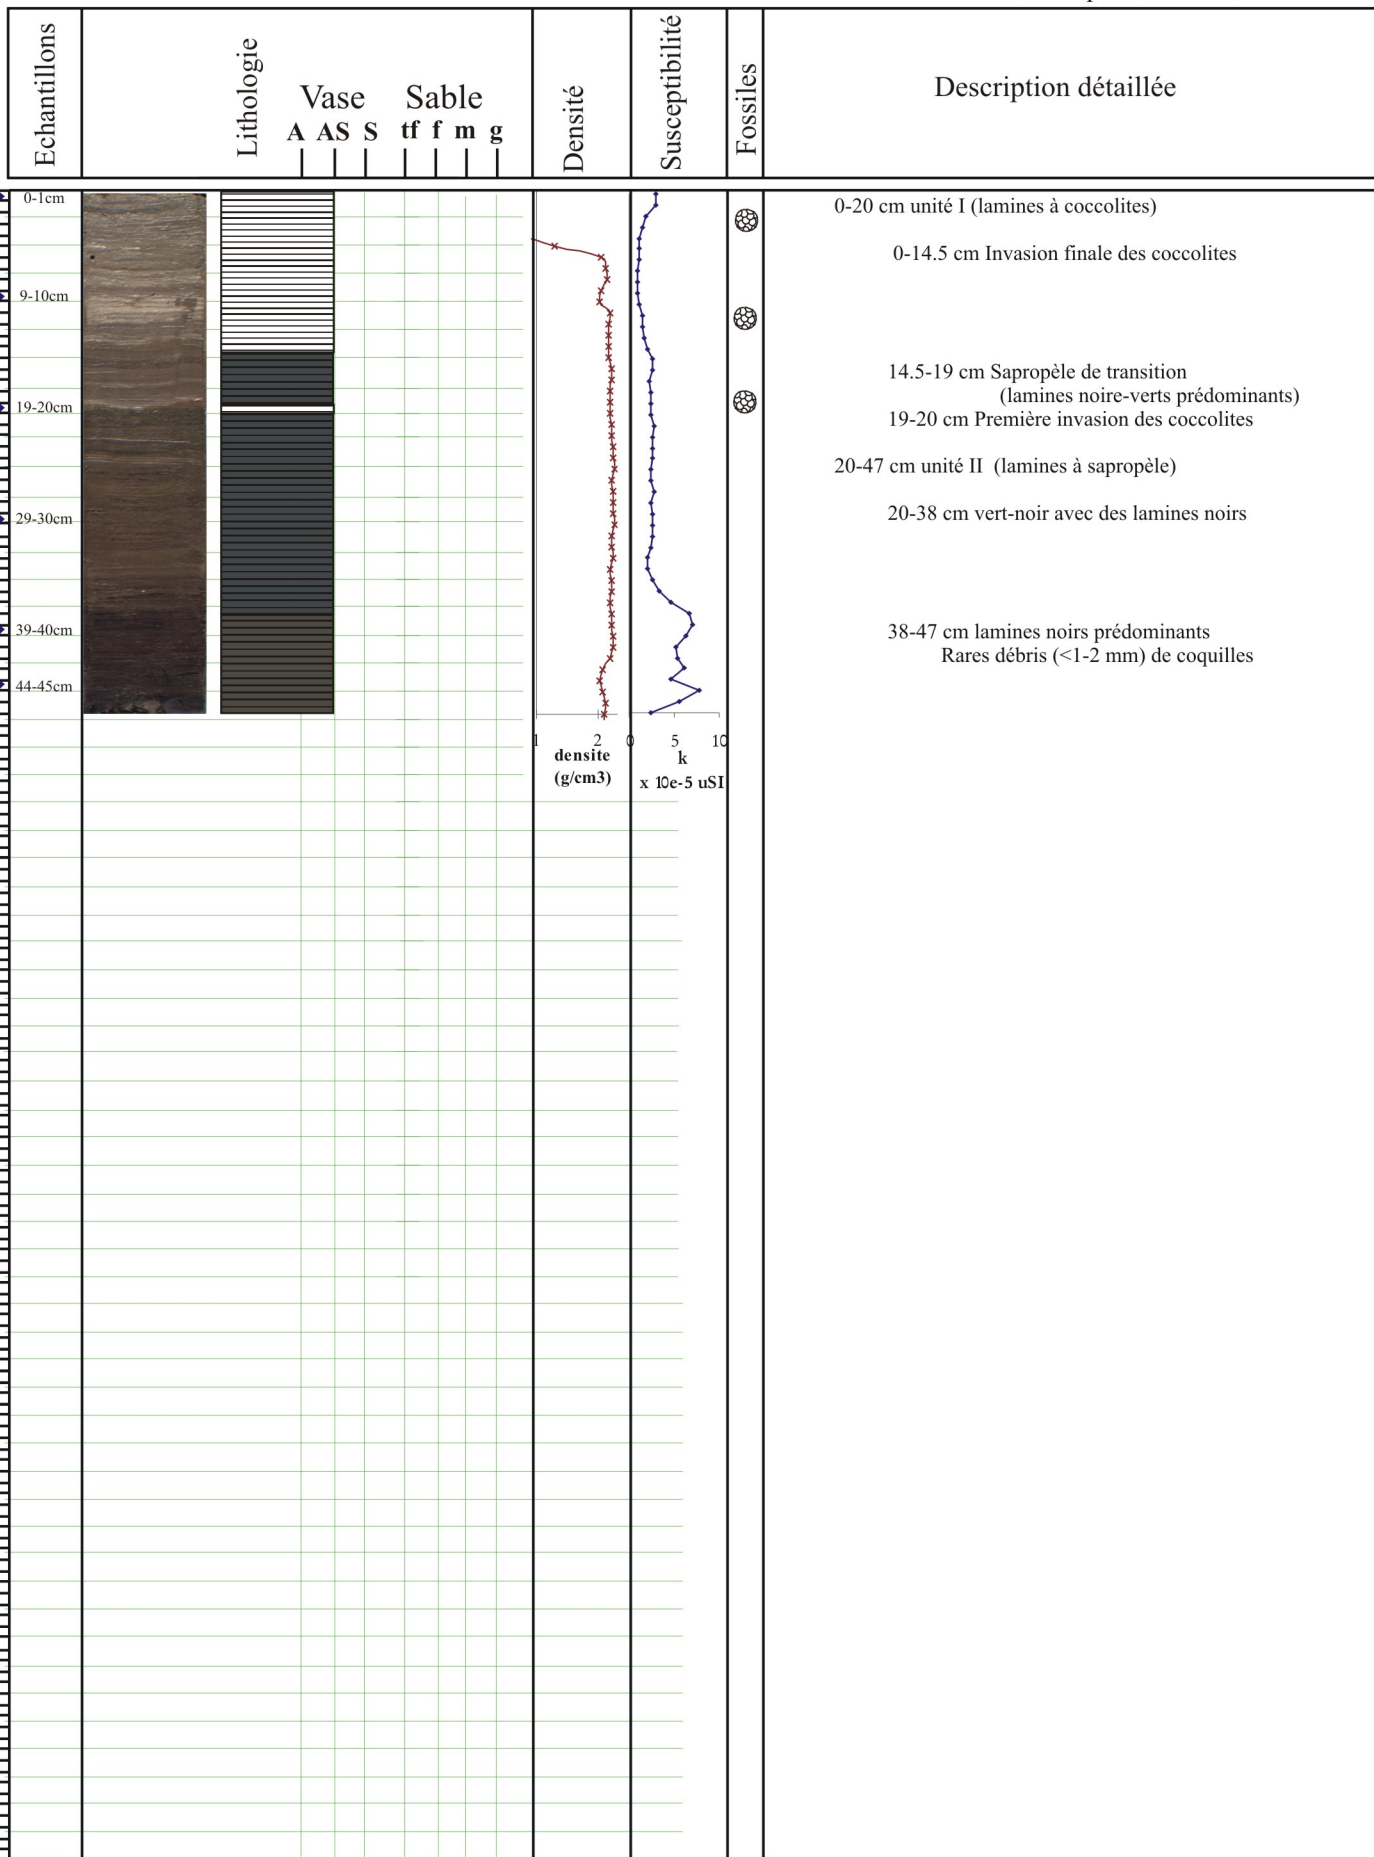 Echantillons
Lithologie
Vase
Sable
A AS S tf f m g
Densité
Susceptibilité
Fossiles
Description détaillée
0-1cm
0-20 cm unité I (lamines à coccolites)
0-14.5 cm Invasion finale des coccolites
9-10cm
14.5-19 cm Sapropèle de transition
(lamines noire-verts prédominants)
19-20cm
19-20 cm Première invasion des coccolites
20-47 cm unité II (lamines à sapropèle)
29-30cm
20-38 cm vert-noir avec des lamines noirs
39-40cm
38-47 cm lamines noirs prédominants
Rares débris (<1-2 mm) de coquilles
44-45cm
1 2 0 5 10
densite
(g/cm3)
k
x 10e-5 uSI